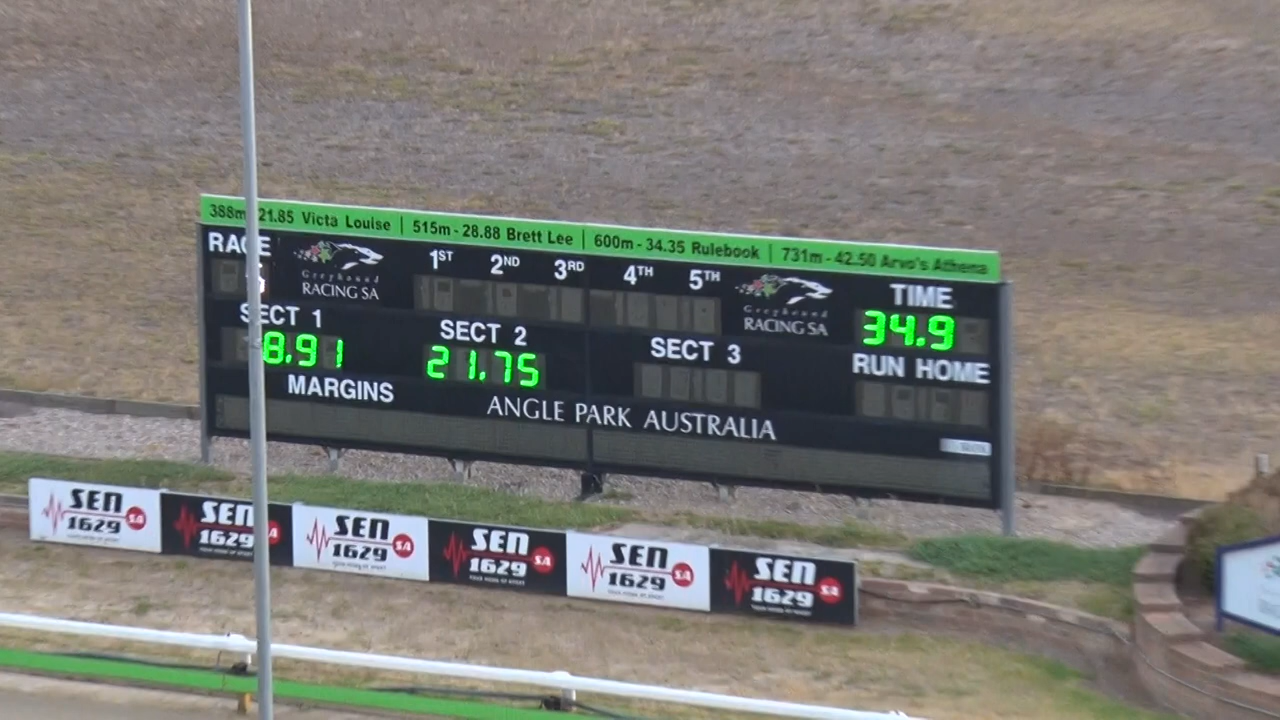 388m - 21.85 Victa Louise | 515m - 28.88 Brett Lee | 600m - 34.35 Rulebook | 731m - 42.50 Arvo's Athena
RACE
Greyhound
RACING SA
1ST 2ND 3RD 4TH 5TH
Greyhound
RACING SA
TIME
34.9
SECT 1
8.91
SECT 2
21.75
SECT 3
RUN HOME
MARGINS
ANGLE PARK AUSTRALIA
SEN
1629 SA
SEN
1629 SA
SEN
1629 SA
SEN
1629 SA
SEN
1629 SA
SEN
1629 SA